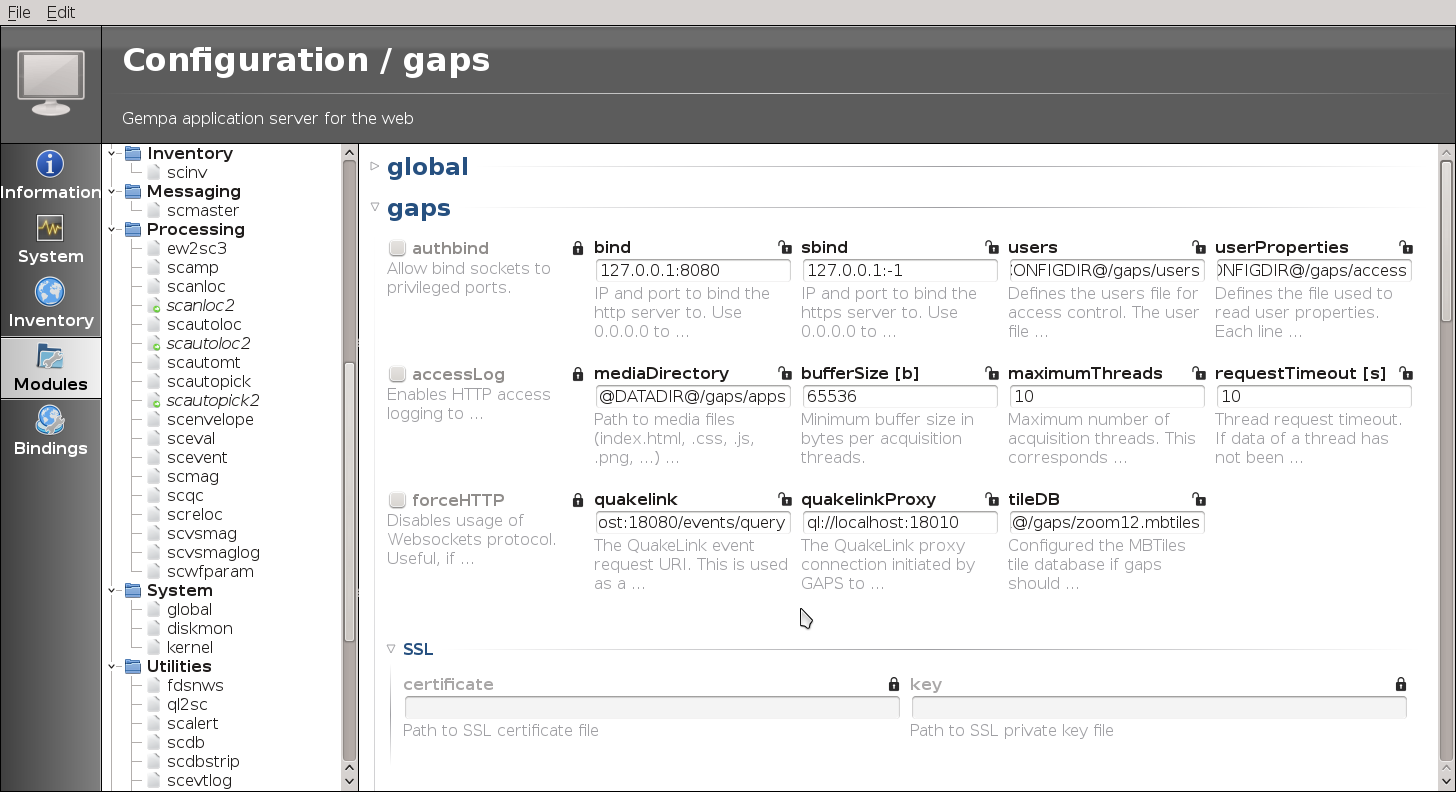 File Edit
Configuration / gaps
Gempa application server for the web
Information
System
Inventory
Modules
Bindings
Inventory
scinv
Messaging
scmaster
Processing
ew2sc3
scamp
scanloc
scanloc2
scautoloc
scautoloc2
scautomt
scautopick
scautopick2
scenvelope
sceval
scevent
scmag
scqc
screloc
scvsmag
scvsmaglog
scwfparam
System
global
diskmon
kernel
Utilities
fdsnws
ql2sc
scalert
scdb
scdbstrip
scevtlog
global
gaps
authbind
Allow bind sockets to
privileged ports.
bind
127.0.0.1:8080
IP and port to bind the
http server to. Use
0.0.0.0 to ...
sbind
127.0.0.1:-1
IP and port to bind the
https server to. Use
0.0.0.0 to ...
users
CONFIGDIR@/gaps/users
Defines the users file for
access control. The user
file ...
userProperties
ONFIGDIR@/gaps/access
Defines the file used to
read user properties.
Each line ...
accessLog
Enables HTTP access
logging to ...
mediaDirectory
@DATADIR@/gaps/apps
Path to media files
(index.html, .css, .js,
.png, ...) ...
bufferSize [b]
65536
Minimum buffer size in
bytes per acquisition
threads.
maximumThreads
10
Maximum number of
acquisition threads. This
corresponds ...
requestTimeout [s]
10
Thread request timeout.
If data of a thread has
not been ...
forceHTTP
Disables usage of
Websockets protocol.
Useful, if ...
quakelink
ost:18080/events/query
The QuakeLink event
request URI. This is used
as a ...
quakelinkProxy
ql://localhost:18010
The QuakeLink proxy
connection initiated by
GAPS to ...
tileDB
@/gaps/zoom12.mbtiles
Configured the MBTiles
tile database if gaps
should ...
SSL
certificate
Path to SSL certificate file
key
Path to SSL private key file